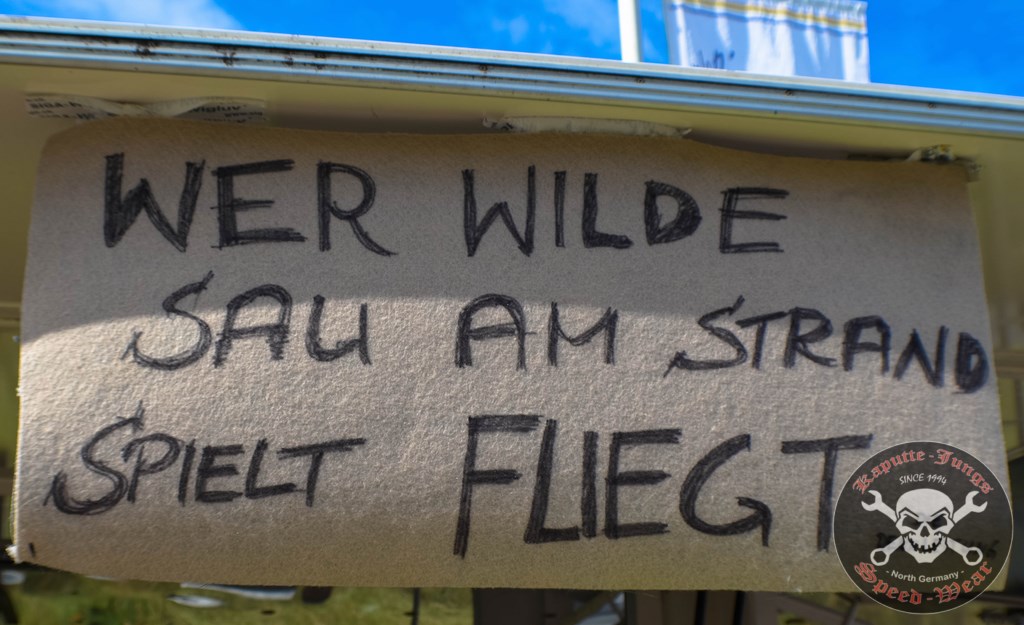 WER WILDE
SAU AM STRAND
SPIELT FLIEGT
Kaputte-Jungs
SINCE 1994
- North Germany -
Speed-Wear